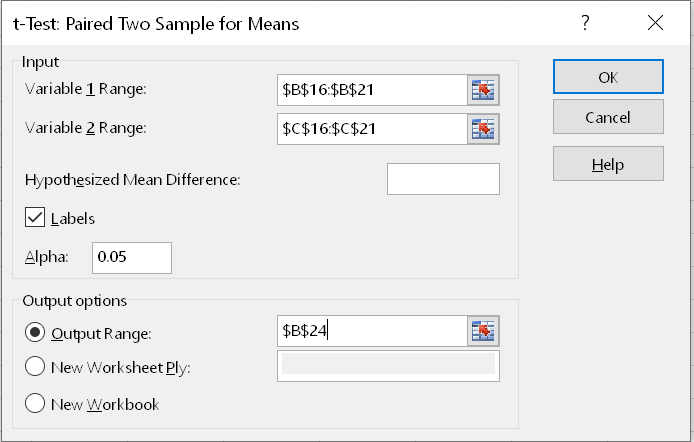 t-Test: Paired Two Sample for Means
?
Input
Variable 1 Range:
$B$16:$B$21
Variable 2 Range:
$C$16:$C$21
Hypothesized Mean Difference:
Labels
Alpha:
0.05
OK
Cancel
Help
Output options
Output Range:
$B$24
New Worksheet Ply:
New Workbook